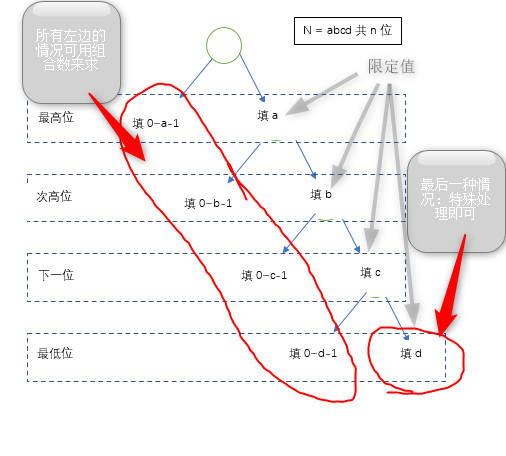 所有左边的
情况可用组
合数来求
N = abcd 共 n 位
限定值
最高位
填 0~a-1
填 a
次高位
填 0~b-1
填 b
最后一种情
况：特殊处
理即可
下一位
填 0~c-1
填 c
最低位
填 0~d-1
填 d